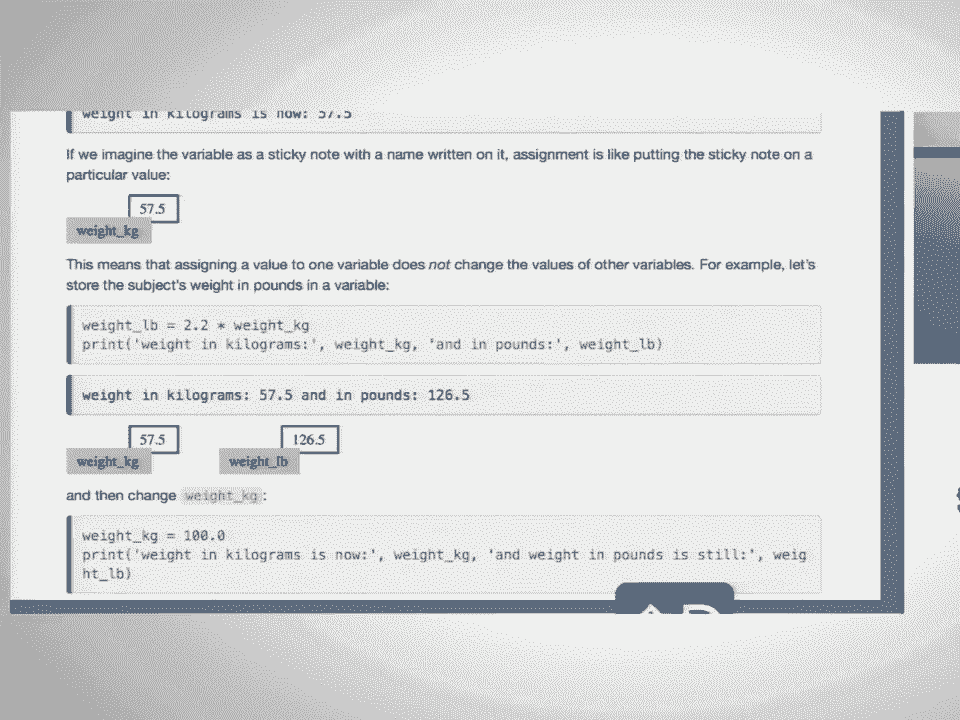 weight in kilograms is now: 57.5
If we imagine the variable as a sticky note with a name written on it, assignment is like putting the sticky note on a
particular value:
57.5
weight_kg
This means that assigning a value to one variable does not change the values of other variables. For example, let's
store the subject's weight in pounds in a variable:
weight_lb = 2.2 * weight_kg
print('weight in kilograms:', weight_kg, 'and in pounds:', weight_lb)
weight in kilograms: 57.5 and in pounds: 126.5
57.5 126.5
weight_kg weight_lb
and then change weight_kg:
weight_kg = 100.0
print('weight in kilograms is now:', weight_kg, 'and weight in pounds is still:', weig
ht_lb)